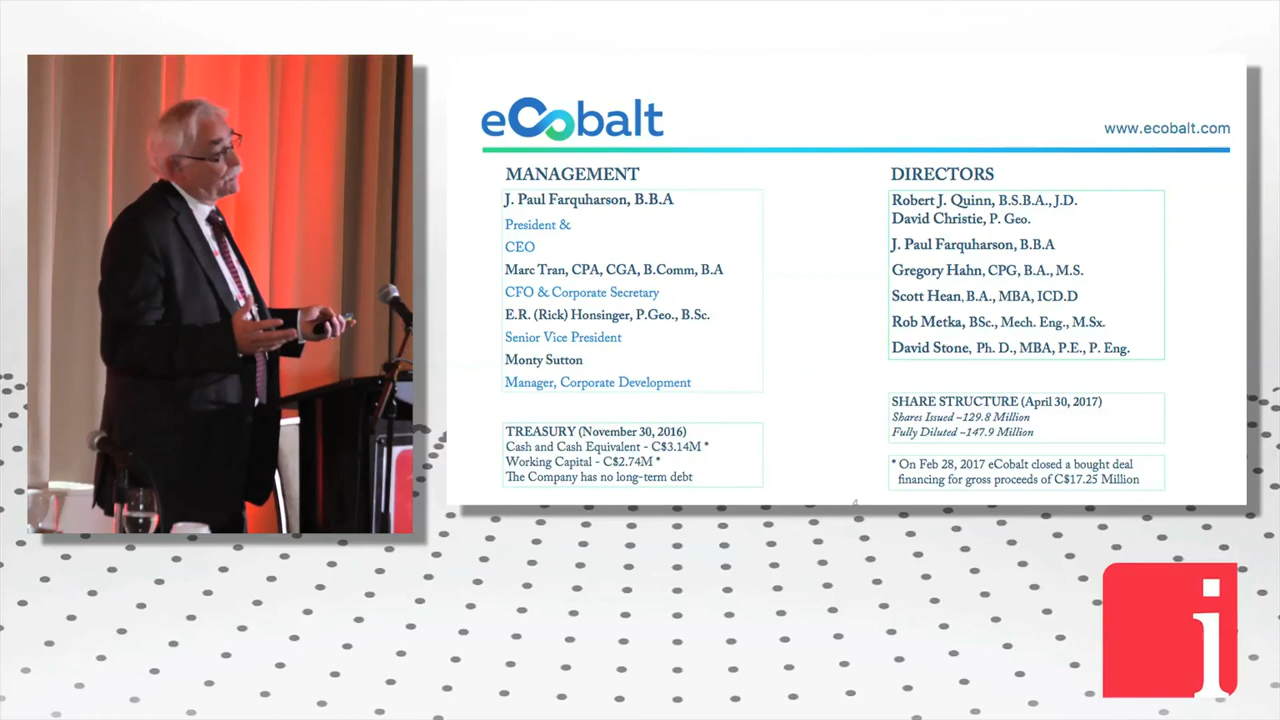 eCobalt
www.ecobalt.com
MANAGEMENT
J. Paul Farquharson, B.B.A
President &
CEO
Marc Tran, CPA, CGA, B.Comm, B.A
CFO & Corporate Secretary
E.R. (Rick) Honsinger, P.Geo., B.Sc.
Senior Vice President
Monty Sutton
Manager, Corporate Development
TREASURY (November 30, 2016)
Cash and Cash Equivalent - C$3.14M *
Working Capital - C$2.74M *
The Company has no long-term debt
DIRECTORS
Robert J. Quinn, B.S.B.A., J.D.
David Christie, P. Geo.
J. Paul Farquharson, B.B.A
Gregory Hahn, CPG, B.A., M.S.
Scott Hean, B.A., MBA, ICD.D
Rob Metka, BSc., Mech. Eng., M.Sx.
David Stone, Ph. D., MBA, P.E., P. Eng.
SHARE STRUCTURE (April 30, 2017)
Shares Issued ~129.8 Million
Fully Diluted ~147.9 Million
* On Feb 28, 2017 eCobalt closed a bought deal
financing for gross proceeds of C$17.25 Million
4
i